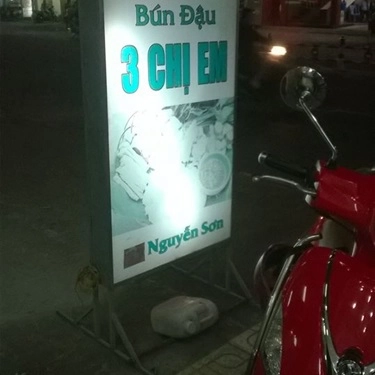 Bún Đậu
3 CHỊ EM
Nguyễn Sơn